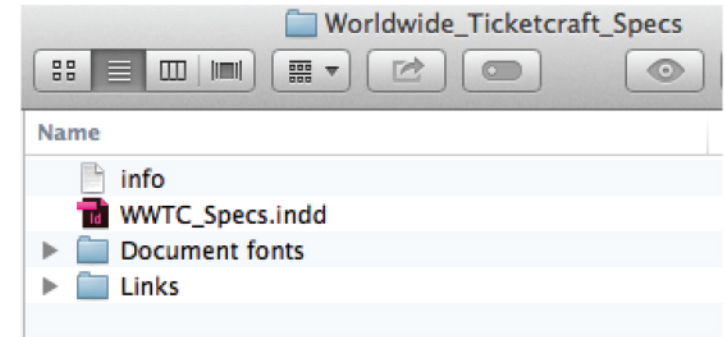 Worldwide_Ticketcraft_Specs
Name
info
Id WWTC_Specs.indd
Document fonts
Links